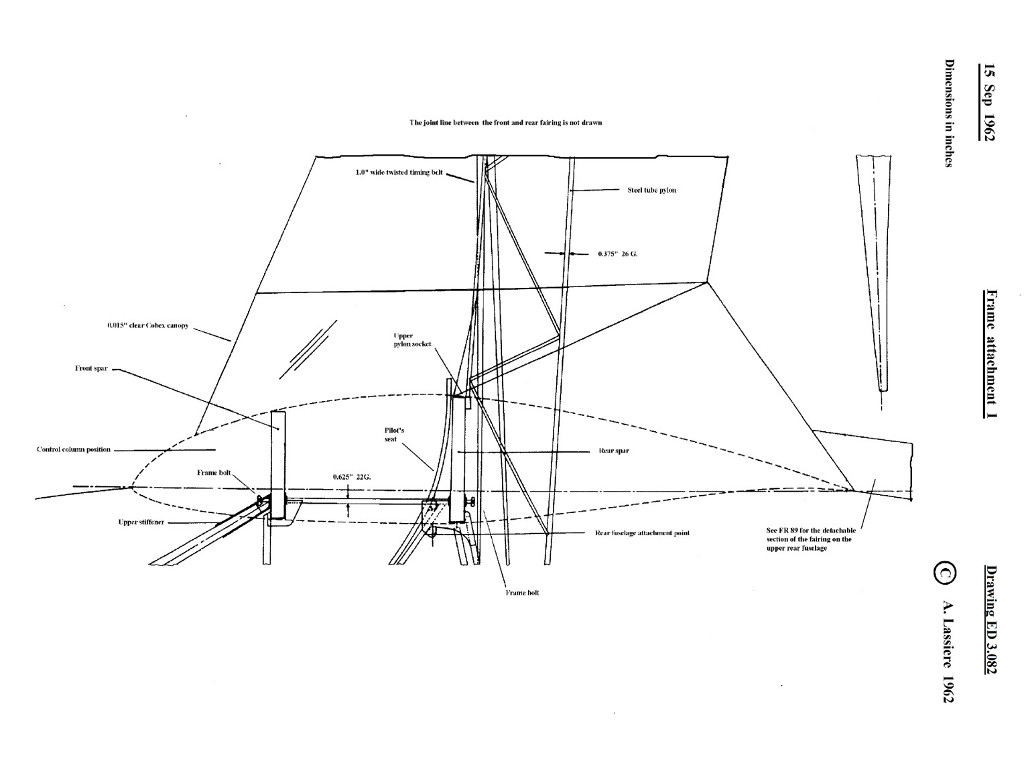 15 Sep 1962
Dimensions in inches
Frame attachment 1
Drawing ED 3.082
© A. Lassiere 1962
The joint line between the front and rear fairing is not drawn
1.0" wide twisted timing belt
Steel tube pylon
0.375" 26 G.
0.015" clear Cobex canopy
Upper
pylon socket
Front spar
Pilot's
seat
Control column position
Rear spar
Frame bolt
0.625" 22G.
Upper stiffener
Rear fuselage attachment point
See FR 89 for the detachable
section of the fairing on the
upper rear fuselage
Frame bolt